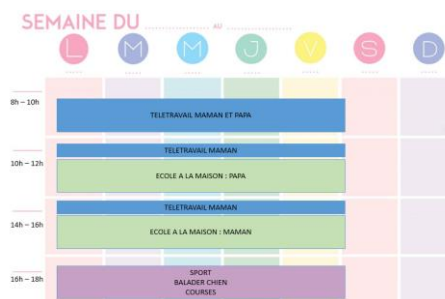 SEMAINE DU ........................ AU ........................
L M M J V S D
8h – 10h
TELETRAVAIL MAMAN ET PAPA
10h – 12h
TELETRAVAIL MAMAN
ECOLE A LA MAISON : PAPA
14h – 16h
TELETRAVAIL MAMAN
ECOLE A LA MAISON : MAMAN
16h – 18h
SPORT
BALADER CHIEN
COURSES